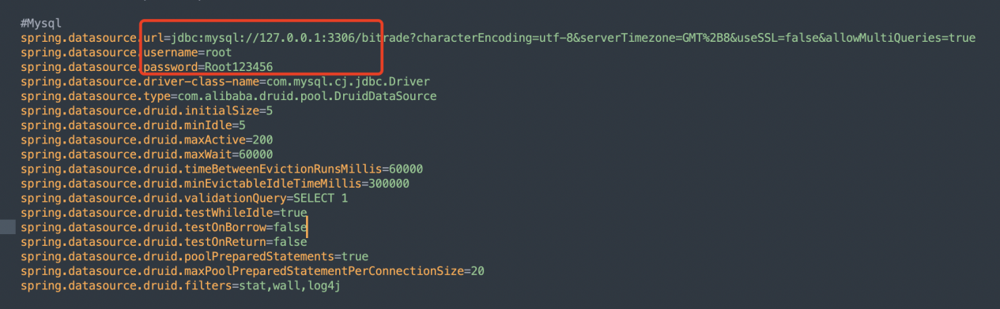 #Mysql
spring.datasource.url=jdbc:mysql://127.0.0.1:3306/bitrade?characterEncoding=utf-8&serverTimezone=GMT%2B8&useSSL=false&allowMultiQueries=true
spring.datasource.username=root
spring.datasource.password=Root123456
spring.datasource.driver-class-name=com.mysql.cj.jdbc.Driver
spring.datasource.type=com.alibaba.druid.pool.DruidDataSource
spring.datasource.druid.initialSize=5
spring.datasource.druid.minIdle=5
spring.datasource.druid.maxActive=200
spring.datasource.druid.maxWait=60000
spring.datasource.druid.timeBetweenEvictionRunsMillis=60000
spring.datasource.druid.minEvictableIdleTimeMillis=300000
spring.datasource.druid.validationQuery=SELECT 1
spring.datasource.druid.testWhileIdle=true
spring.datasource.druid.testOnBorrow=false
spring.datasource.druid.testOnReturn=false
spring.datasource.druid.poolPreparedStatements=true
spring.datasource.druid.maxPoolPreparedStatementPerConnectionSize=20
spring.datasource.druid.filters=stat,wall,log4j